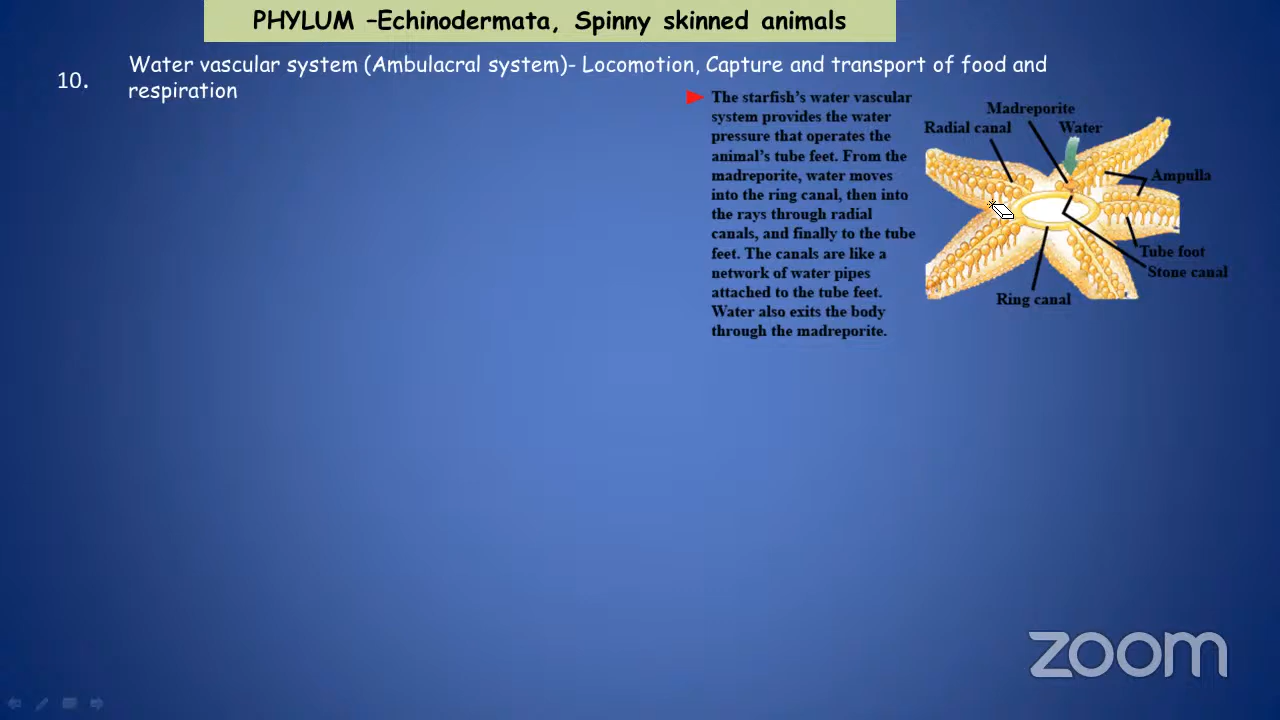 PHYLUM –Echinodermata, Spinny skinned animals
10. Water vascular system (Ambulacral system)- Locomotion, Capture and transport of food and
respiration
The starfish's water vascular
system provides the water
pressure that operates the
animal's tube feet. From the
madreporite, water moves
into the ring canal, then into
the rays through radial
canals, and finally to the tube
feet. The canals are like a
network of water pipes
attached to the tube feet.
Water also exits the body
through the madreporite.
Madreporite
Radial canal
Water
Ampulla
Tube foot
Stone canal
Ring canal
zoom